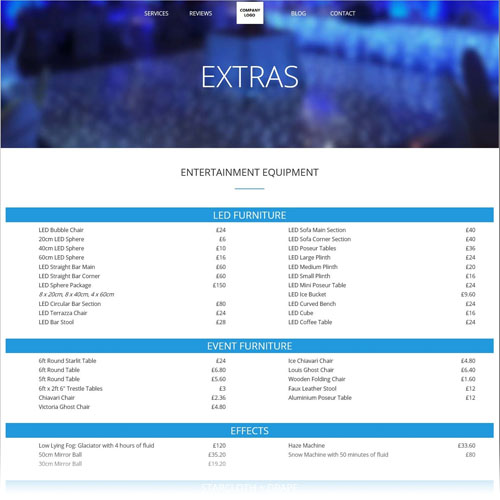 SERVICES REVIEWS COMPANY LOGO BLOG CONTACT
EXTRAS
ENTERTAINMENT EQUIPMENT
LED FURNITURE
LED Bubble Chair £24
20cm LED Sphere £6
40cm LED Sphere £10
60cm LED Sphere £16
LED Straight Bar Main £60
LED Straight Bar Corner £60
LED Sphere Package £150
8 x 20cm, 8 x 40cm, 4 x 60cm
LED Circular Bar Section £80
LED Terrazza Chair £24
LED Bar Stool £28
LED Sofa Main Section £40
LED Sofa Corner Section £40
LED Poseur Tables £36
LED Large Plinth £24
LED Medium Plinth £20
LED Small Plinth £16
LED Mini Poseur Table £24
LED Ice Bucket £9.60
LED Curved Bench £24
LED Cube £16
LED Coffee Table £24
EVENT FURNITURE
6ft Round Starlit Table £24
6ft Round Table £6.80
5ft Round Table £5.60
6ft x 2ft 6" Trestle Tables £3
Chiavari Chair £2.36
Victoria Ghost Chair £4.80
Ice Chiavari Chair £4.80
Louis Ghost Chair £6.40
Wooden Folding Chair £1.60
Faux Leather Stool £12
Aluminium Poseur Table £12
EFFECTS
Low Lying Fog: Glaciator with 4 hours of fluid £120
50cm Mirror Ball £35.20
30cm Mirror Ball £19.20
Haze Machine £33.60
Snow Machine with 50 minutes of fluid £80
STARCLOTH + DRAPE